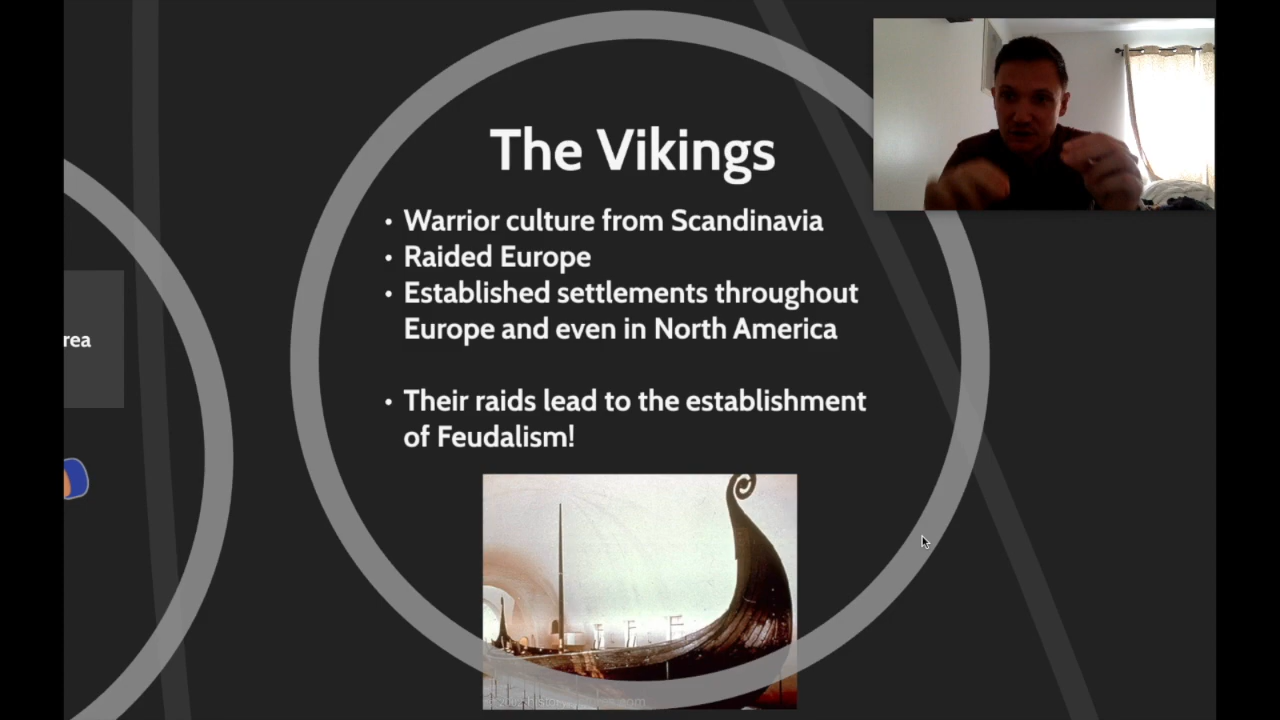 The Vikings
• Warrior culture from Scandinavia
• Raided Europe
• Established settlements throughout
Europe and even in North America
• Their raids lead to the establishment
of Feudalism!
rea